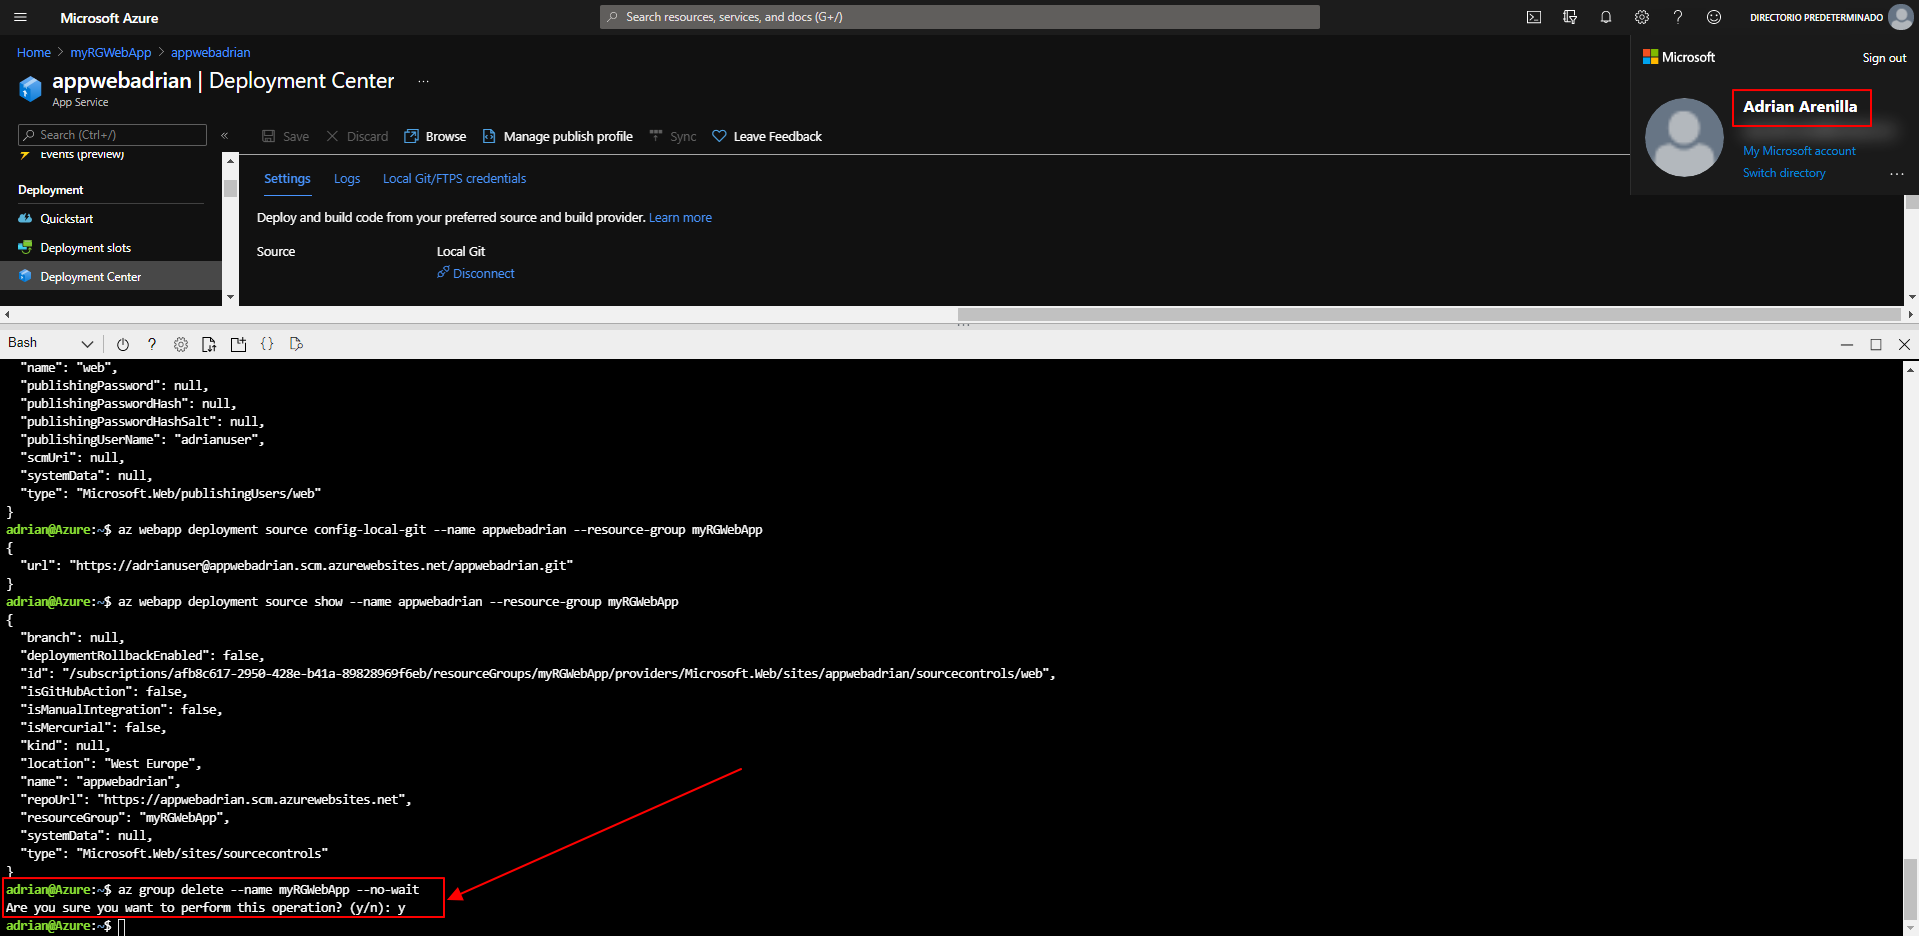 Microsoft Azure
Search resources, services, and docs (G+/)
DIRECTORIO PREDETERMINADO
Home > myRGWebApp > appwebadrian
appwebadrian | Deployment Center ...
App Service
Microsoft
Sign out
Adrian Arenilla
My Microsoft account
Switch directory
...
Search (Ctrl+/)
«
Save
Discard
Browse
Manage publish profile
Sync
Leave Feedback
Events (preview)
Deployment
Quickstart
Deployment slots
Deployment Center
Settings
Logs
Local Git/FTPS credentials
Deploy and build code from your preferred source and build provider. Learn more
Source
Local Git
Disconnect
Bash
? {}
"name": "web",
"publishingPassword": null,
"publishingPasswordHash": null,
"publishingPasswordHashSalt": null,
"publishingUserName": "adrianuser",
"scmUri": null,
"systemData": null,
"type": "Microsoft.Web/publishingUsers/web"
}
adrian@Azure:~$ az webapp deployment source config-local-git --name appwebadrian --resource-group myRGWebApp
{
"url": "https://adrianuser@appwebadrian.scm.azurewebsites.net/appwebadrian.git"
}
adrian@Azure:~$ az webapp deployment source show --name appwebadrian --resource-group myRGWebApp
{
"branch": null,
"deploymentRollbackEnabled": false,
"id": "/subscriptions/afb8c617-2950-428e-b41a-89828969f6eb/resourceGroups/myRGWebApp/providers/Microsoft.Web/sites/appwebadrian/sourcecontrols/web",
"isGitHubAction": false,
"isManualIntegration": false,
"isMercurial": false,
"kind": null,
"location": "West Europe",
"name": "appwebadrian",
"repoUrl": "https://appwebadrian.scm.azurewebsites.net",
"resourceGroup": "myRGWebApp",
"systemData": null,
"type": "Microsoft.Web/sites/sourcecontrols"
}
adrian@Azure:~$ az group delete --name myRGWebApp --no-wait
Are you sure you want to perform this operation? (y/n): y
adrian@Azure:~$